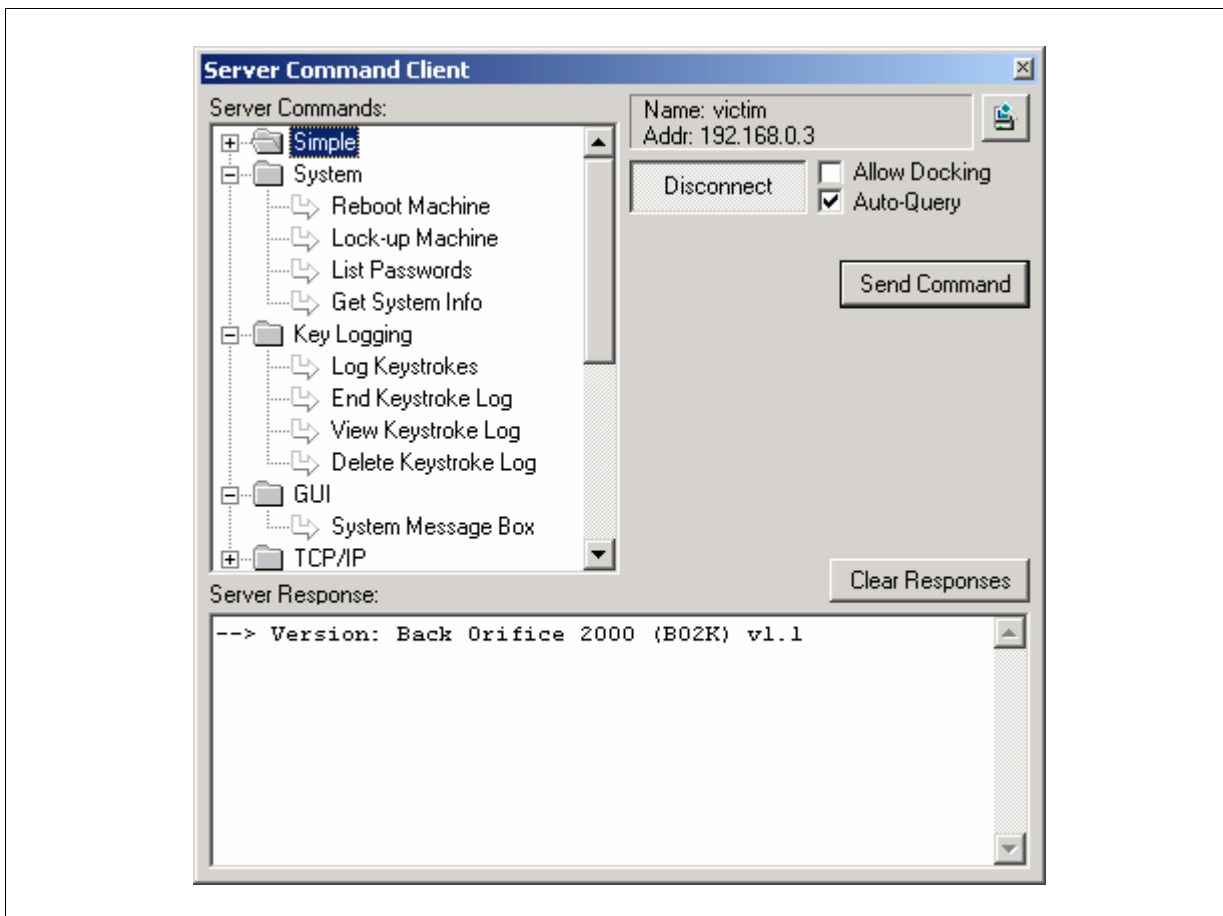 Server Command Client
Server Commands:
Simple
System
Reboot Machine
Lock-up Machine
List Passwords
Get System Info
Key Logging
Log Keystrokes
End Keystroke Log
View Keystroke Log
Delete Keystroke Log
GUI
System Message Box
TCP/IP
Name: victim
Addr: 192.168.0.3
Disconnect
Allow Docking
Auto-Query
Send Command
Clear Responses
Server Response:
--> Version: Back Orifice 2000 (BO2K) v1.1